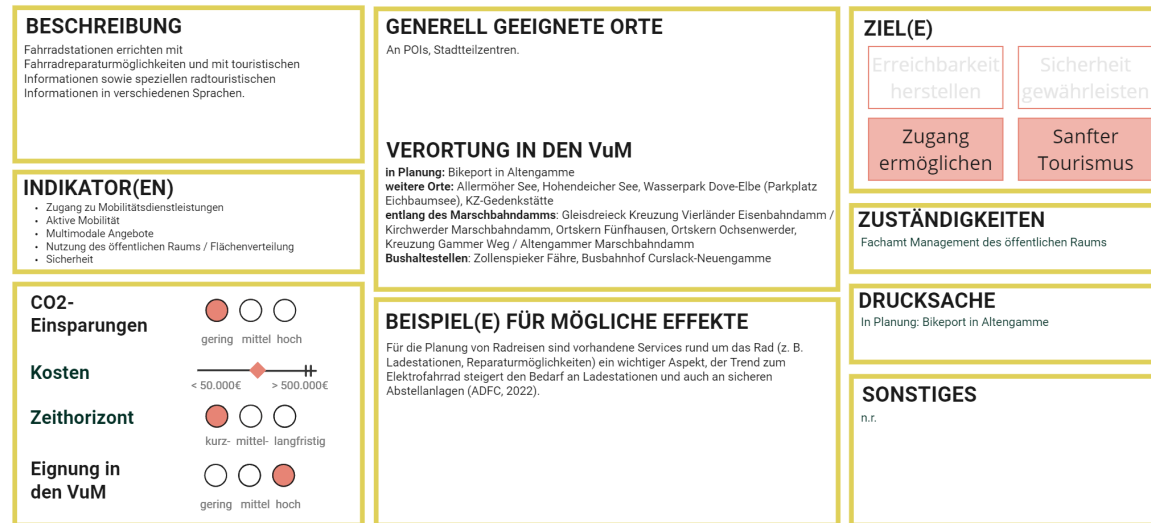 BESCHREIBUNG
Fahrradstationen errichten mit
Fahrradreparaturmöglichkeiten und mit touristischen
Informationen sowie speziellen radtouristischen
Informationen in verschiedenen Sprachen.
INDIKATOR(EN)
• Zugang zu Mobilitätsdienstleistungen
• Aktive Mobilität
• Multimodale Angebote
• Nutzung des öffentlichen Raums / Flächenverteilung
• Sicherheit
CO2-
Einsparungen
gering mittel hoch
Kosten
< 50.000€ > 500.000€
Zeithorizont
kurz- mittel- langfristig
Eignung in
den VuM
gering mittel hoch
GENERELL GEEIGNETE ORTE
An POIs, Stadtteilzentren.
VERORTUNG IN DEN VuM
in Planung: Bikeport in Altengamme
weitere Orte: Allermöher See, Hohendeicher See, Wasserpark Dove-Elbe (Parkplatz
Eichbaumsee), KZ-Gedenkstätte
entlang des Marschbahndamms: Gleisdreieck Kreuzung Vierländer Eisenbahndamm /
Kirchwerder Marschbahndamm, Ortskern Fünfhausen, Ortskern Ochsenwerder,
Kreuzung Gammer Weg / Altengammer Marschbahndamm
Bushaltestellen: Zollenspieker Fähre, Busbahnhof Curslack-Neuengamme
BEISPIEL(E) FÜR MÖGLICHE EFFEKTE
Für die Planung von Radreisen sind vorhandene Services rund um das Rad (z. B.
Ladestationen, Reparaturmöglichkeiten) ein wichtiger Aspekt, der Trend zum
Elektrofahrrad steigert den Bedarf an Ladestationen und auch an sicheren
Abstellanlagen (ADFC, 2022).
ZIEL(E)
Erreichbarkeit
herstellen
Sicherheit
gewährleisten
Zugang
ermöglichen
Sanfter
Tourismus
ZUSTÄNDIGKEITEN
Fachamt Management des öffentlichen Raums
DRUCKSACHE
In Planung: Bikeport in Altengamme
SONSTIGES
n.r.